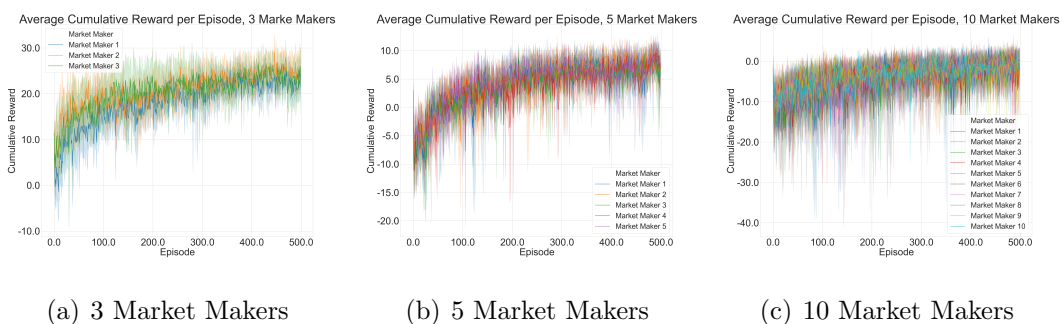 Average Cumulative Reward per Episode, 3 Marke Makers
30.0
20.0
10.0
0.0
-10.0
Cumulative Reward
Market Maker
Market Maker 1
Market Maker 2
Market Maker 3
0.0 100.0 200.0 300.0 400.0 500.0
Episode
(a) 3 Market Makers
Average Cumulative Reward per Episode, 5 Market Makers
10.0
5.0
0.0
-5.0
-10.0
-15.0
-20.0
Cumulative Reward
Market Maker
Market Maker 1
Market Maker 2
Market Maker 3
Market Maker 4
Market Maker 5
0.0 100.0 200.0 300.0 400.0 500.0
Episode
(b) 5 Market Makers
Average Cumulative Reward per Episode, 10 Market Makers
0.0
-10.0
-20.0
-30.0
-40.0
Cumulative Reward
Market Maker
Market Maker 1
Market Maker 2
Market Maker 3
Market Maker 4
Market Maker 5
Market Maker 6
Market Maker 7
Market Maker 8
Market Maker 9
Market Maker 10
0.0 100.0 200.0 300.0 400.0 500.0
Episode
(c) 10 Market Makers